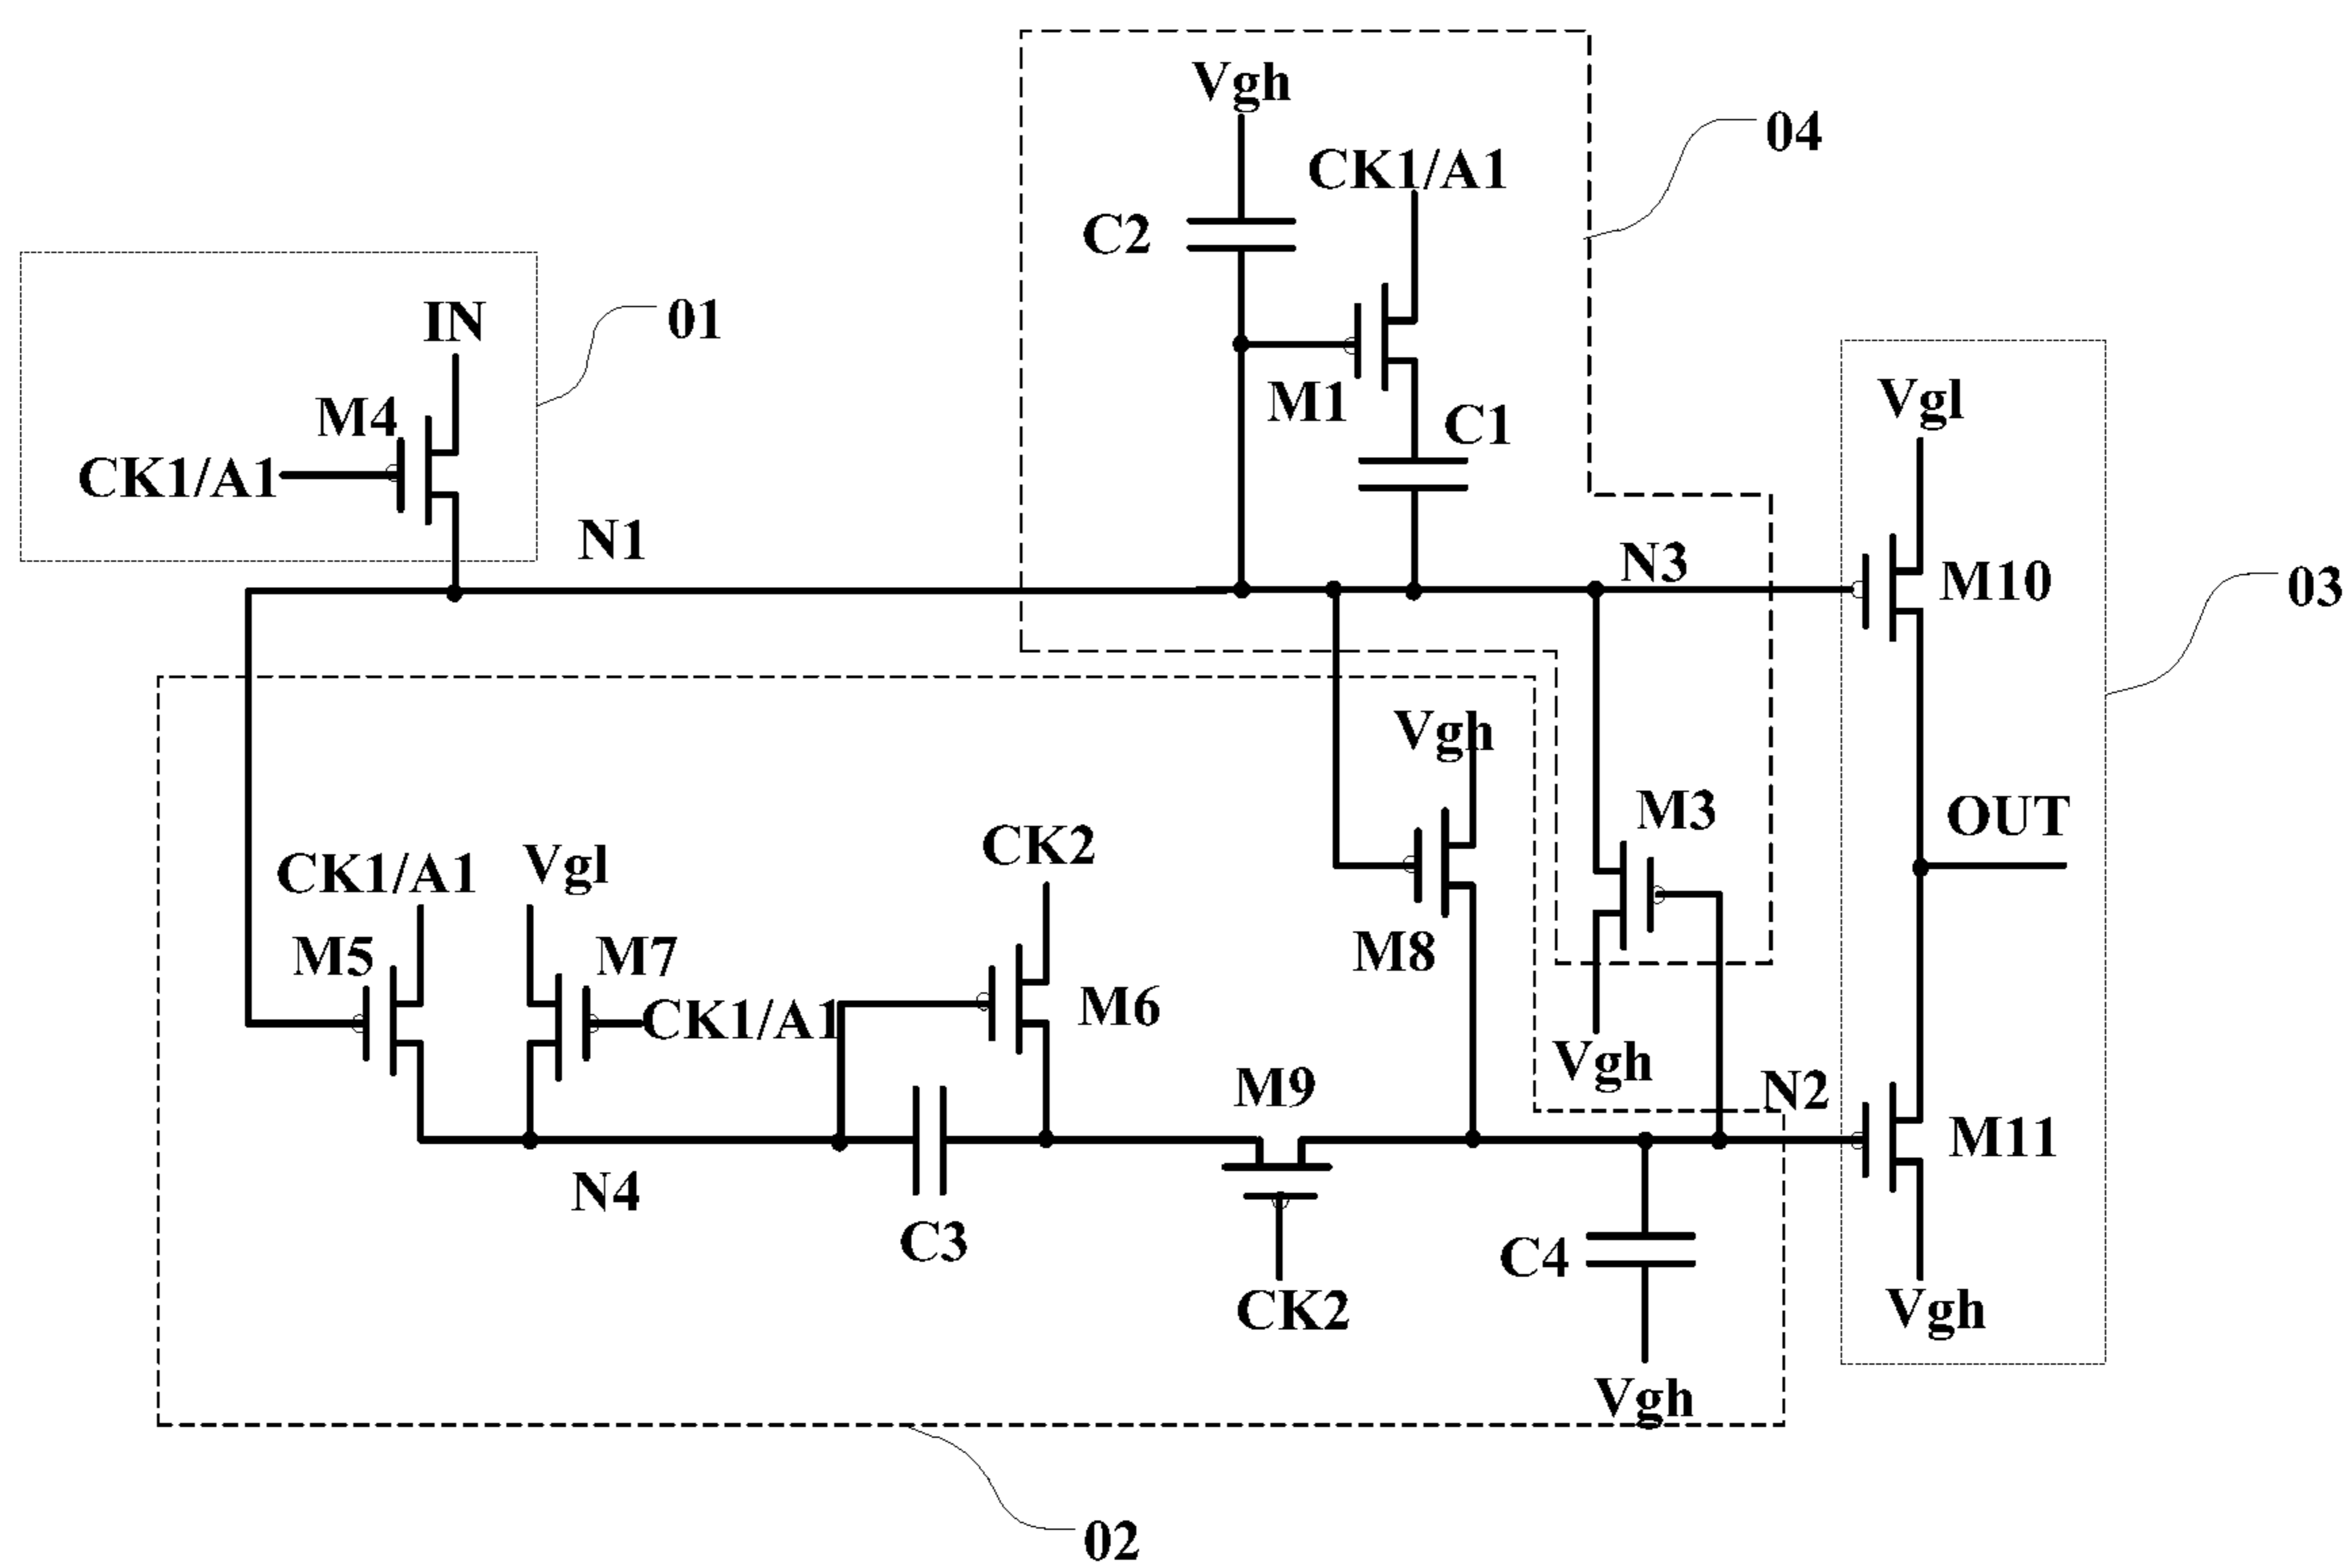 Vgh
04
CK1/A1
C2
IN
01
M1
Vgl
M4
C1
CK1/A1
N1
N3
M10
03
Vgh
M3
OUT
CK2
CK1/A1
Vgl
M5
M7
M8
CK1/A1
M6
Vgh
M9
N2
M11
N4
C3
C4
CK2
Vgh
Vgh
02